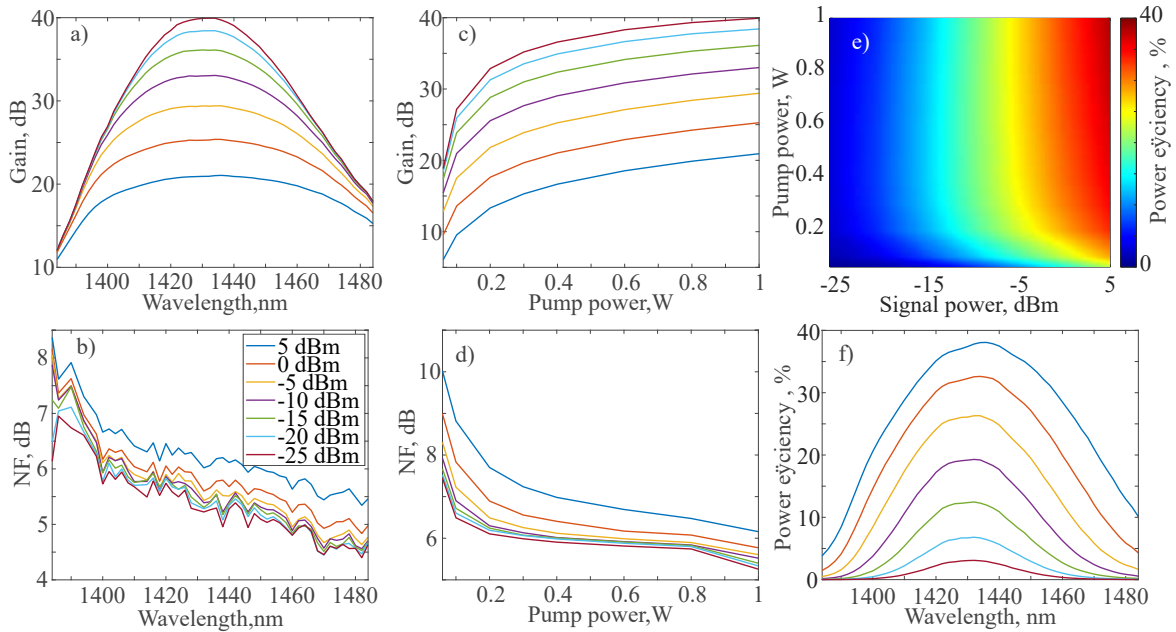 a)
40
30
20
10
Gain, dB
1400 1420 1440 1460 1480
Wavelength,nm
c)
40
30
20
10
Gain, dB
0.2 0.4 0.6 0.8 1
Pump power,W
e)
1
0.8
0.6
0.4
0.2
Pump power, W
-25 -15 -5 5
Signal power, dBm
40
0
Power eÿciency , %
b)
8
7
6
5
4
NF, dB
5 dBm
0 dBm
-5 dBm
-10 dBm
-15 dBm
-20 dBm
-25 dBm
1400 1420 1440 1460 1480
Wavelength,nm
d)
10
8
6
NF, dB
0.2 0.4 0.6 0.8 1
Pump power,W
f)
40
30
20
10
0
Power eÿciency , %
1400 1420 1440 1460 1480
Wavelength, nm